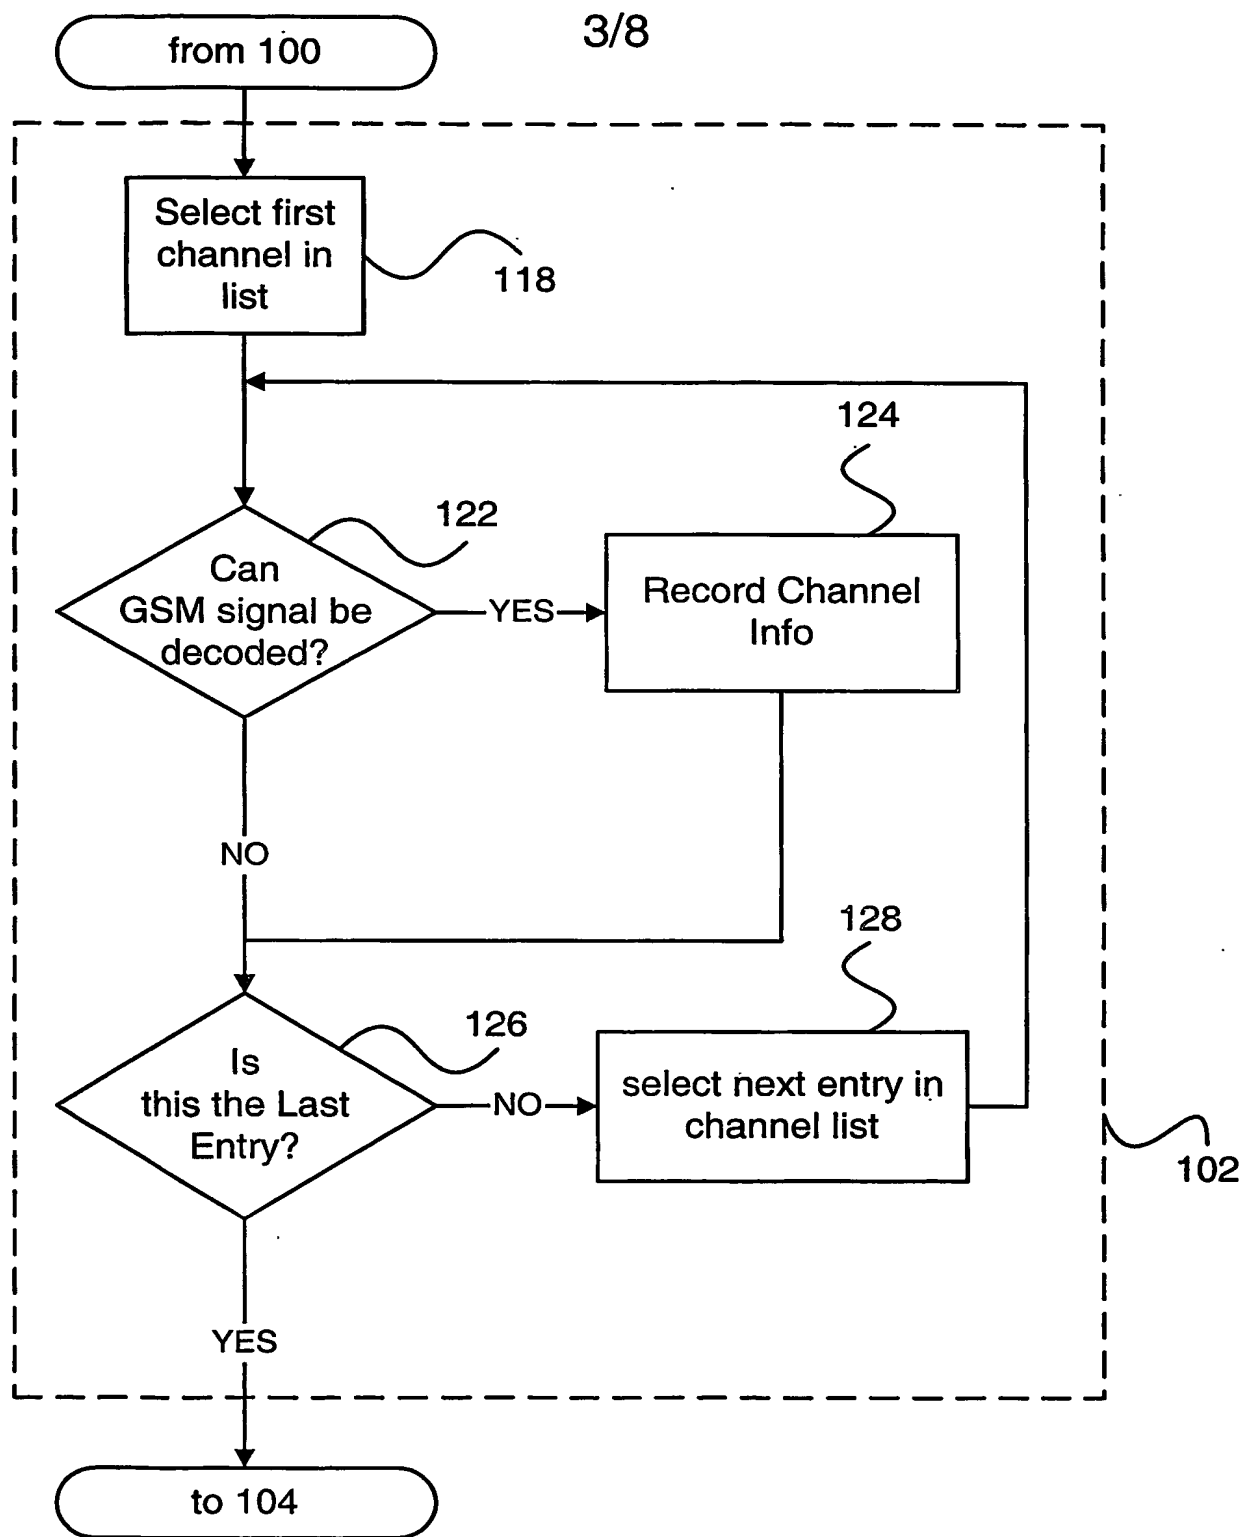 3/8
from 100
Select first
channel in
list
118
124
122
Can
GSM signal be
decoded?
YES
Record Channel
Info
NO
128
126
Is
this the Last
Entry?
NO
select next entry in
channel list
102
YES
to 104